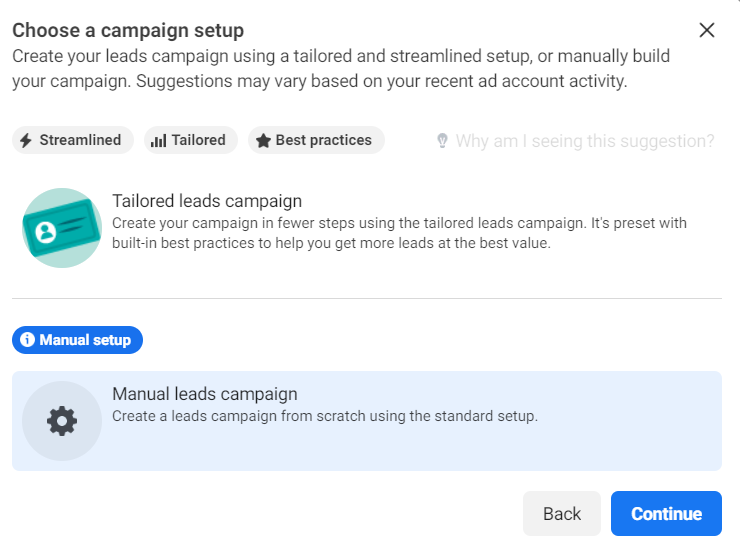 Choose a campaign setup
Create your leads campaign using a tailored and streamlined setup, or manually build
your campaign. Suggestions may vary based on your recent ad account activity.
Streamlined Tailored Best practices Why am I seeing this suggestion?
Tailored leads campaign
Create your campaign in fewer steps using the tailored leads campaign. It's preset with
built-in best practices to help you get more leads at the best value.
Manual setup
Manual leads campaign
Create a leads campaign from scratch using the standard setup.
Back Continue